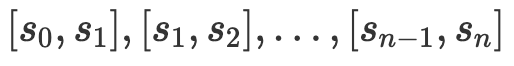 [s₀, s₁], [s₁, s₂], . . . , [sₙ₋₁, sₙ]